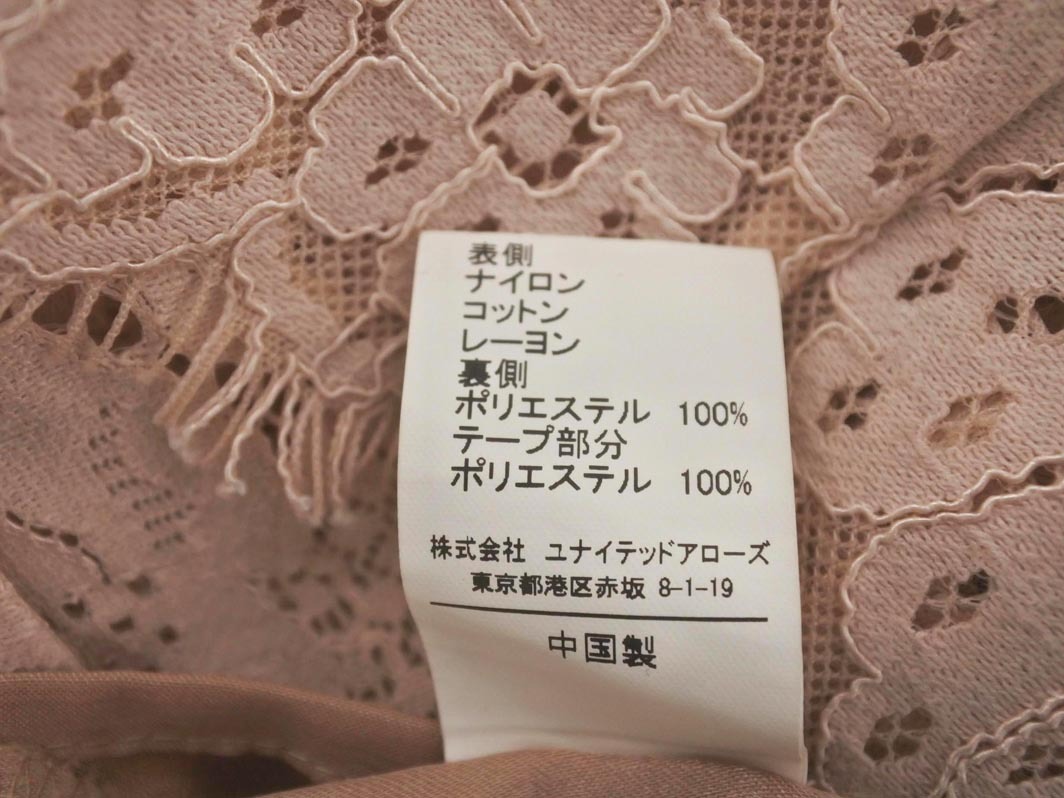 表側
ナイロン
コットン
レーヨン
裏側
ポリエステル 100%
テープ部分
ポリエステル 100%
株式会社 ユナイテッドアローズ
東京都港区赤坂 8-1-19
中国製